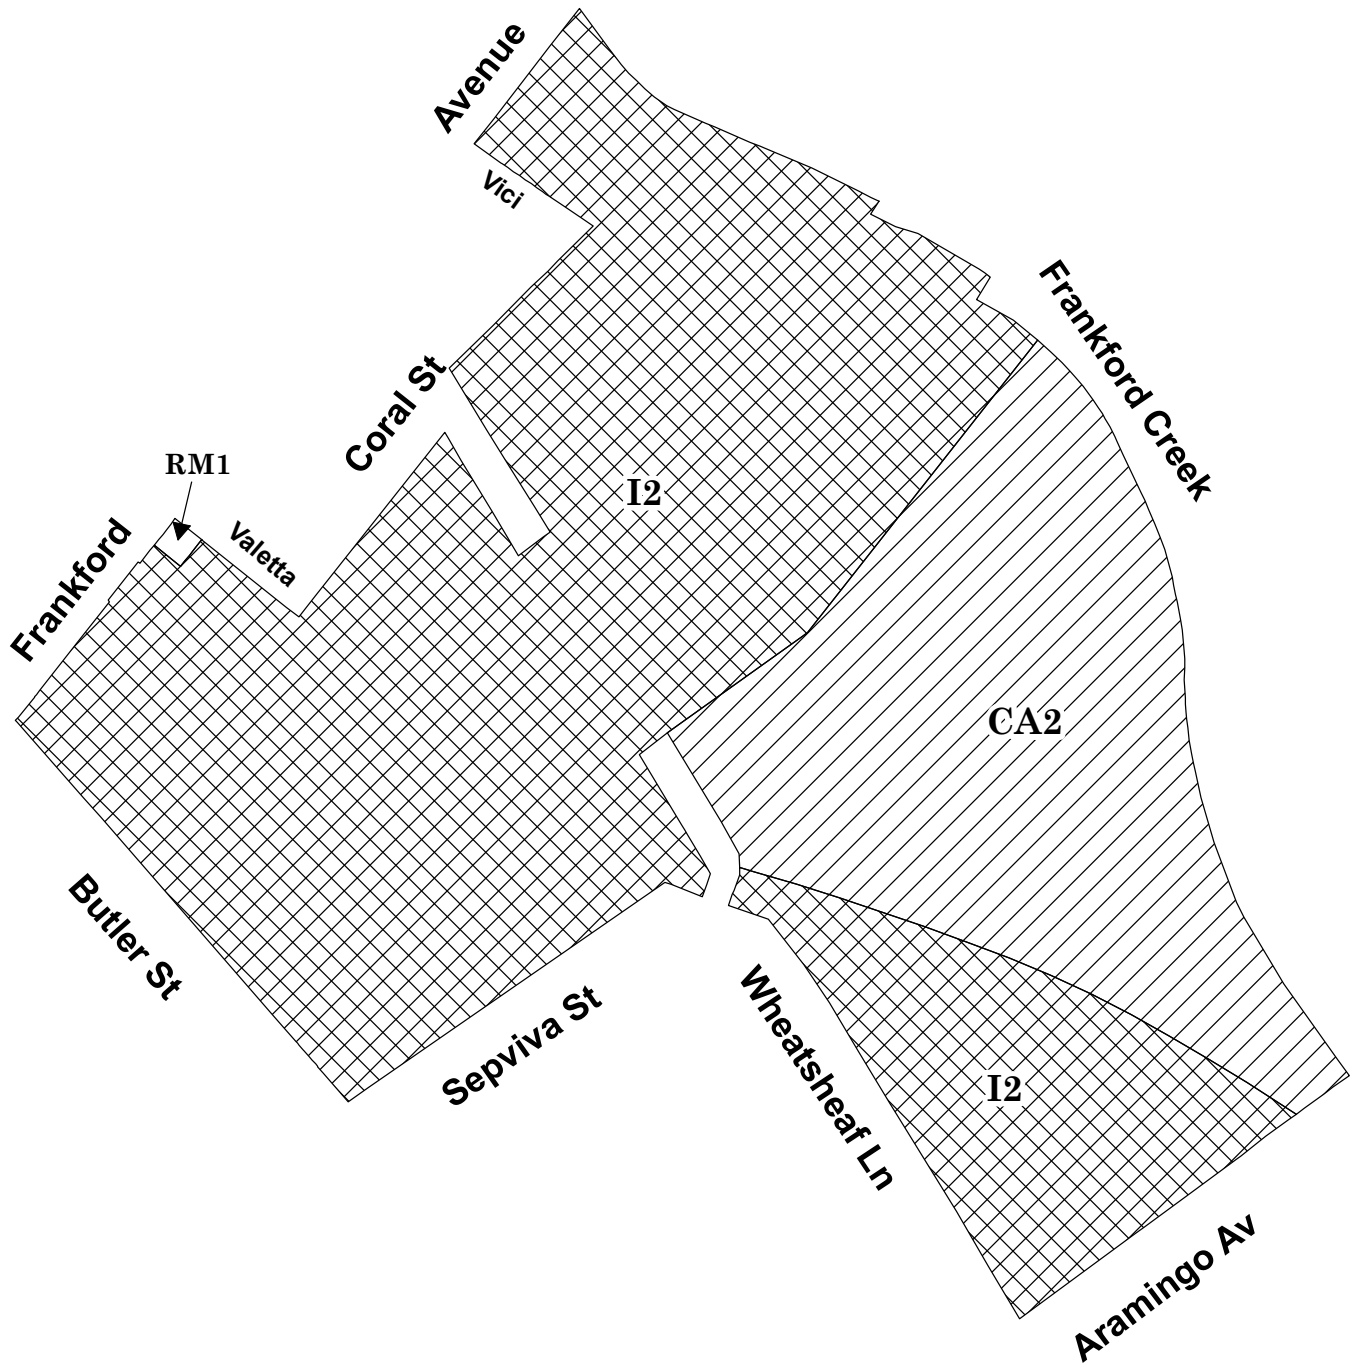 Avenue
Vici
Frankford Creek
Coral St
RM1
I2
Valetta
Frankford
CA2
Butler St
Wheatsheaf Ln
Sepviva St
I2
Aramingo Av